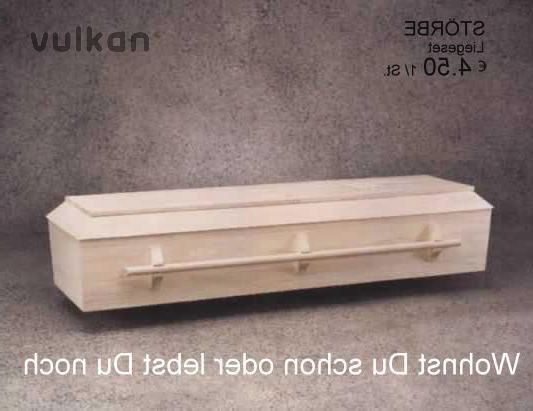 STÖRBE
Liegeset
€ 4.50 1/ St.
vulkan
Wohnst Du schon oder lebst Du noch